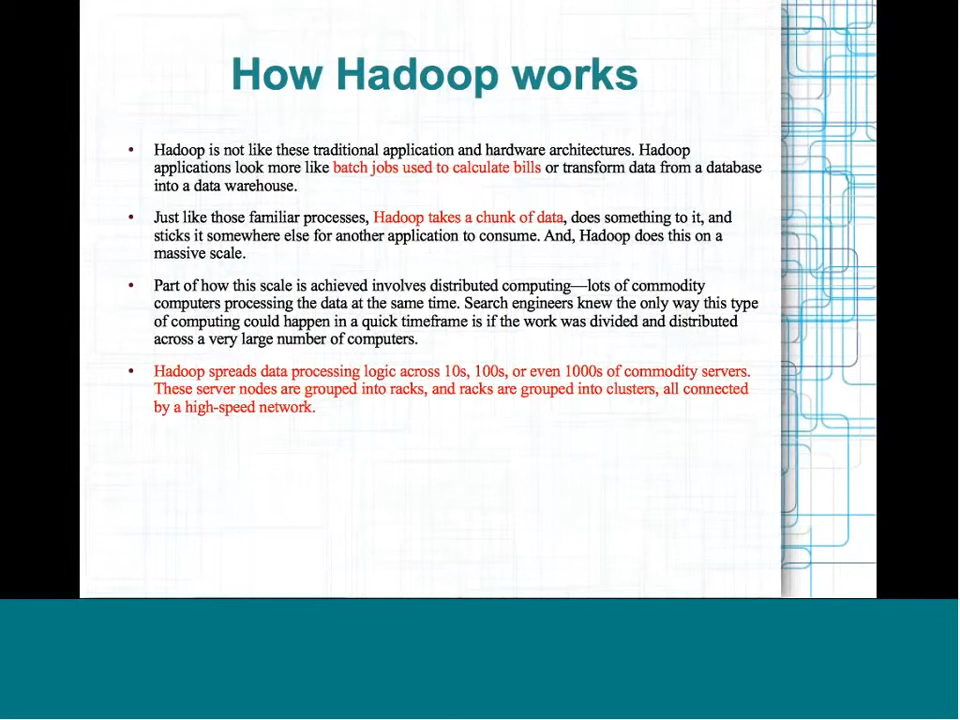 How Hadoop works
• Hadoop is not like these traditional application and hardware architectures. Hadoop
applications look more like batch jobs used to calculate bills or transform data from a database
into a data warehouse.
• Just like those familiar processes, Hadoop takes a chunk of data, does something to it, and
sticks it somewhere else for another application to consume. And, Hadoop does this on a
massive scale.
• Part of how this scale is achieved involves distributed computing—lots of commodity
computers processing the data at the same time. Search engineers knew the only way this type
of computing could happen in a quick timeframe is if the work was divided and distributed
across a very large number of computers.
• Hadoop spreads data processing logic across 10s, 100s, or even 1000s of commodity servers.
These server nodes are grouped into racks, and racks are grouped into clusters, all connected
by a high-speed network.